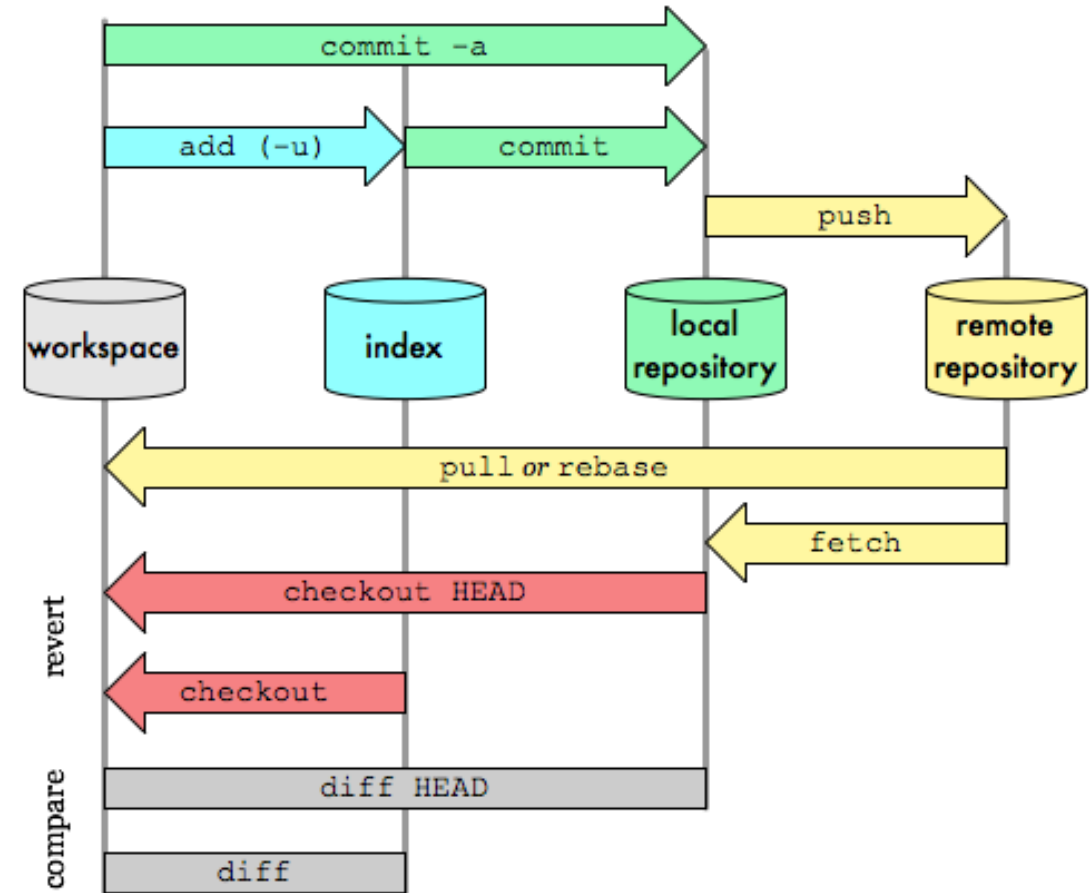 commit -a
add (-u)
commit
push
workspace
index
local
repository
remote
repository
pull or rebase
fetch
revert
checkout HEAD
checkout
compare
diff HEAD
diff